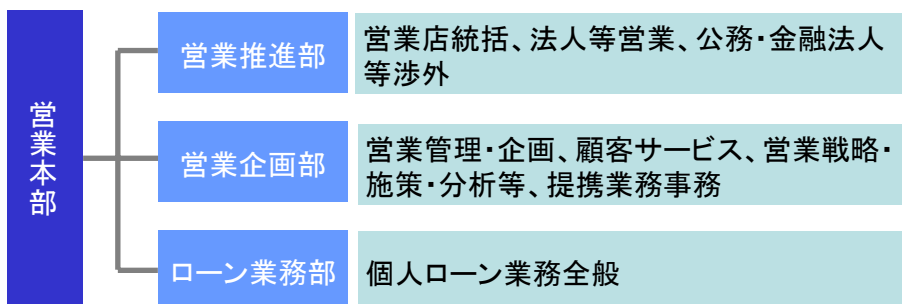 営業本部
営業推進部
営業店統括、法人等営業、公務・金融法人
等渉外
営業企画部
営業管理・企画、顧客サービス、営業戦略・
施策・分析等、提携業務事務
ローン業務部
個人ローン業務全般